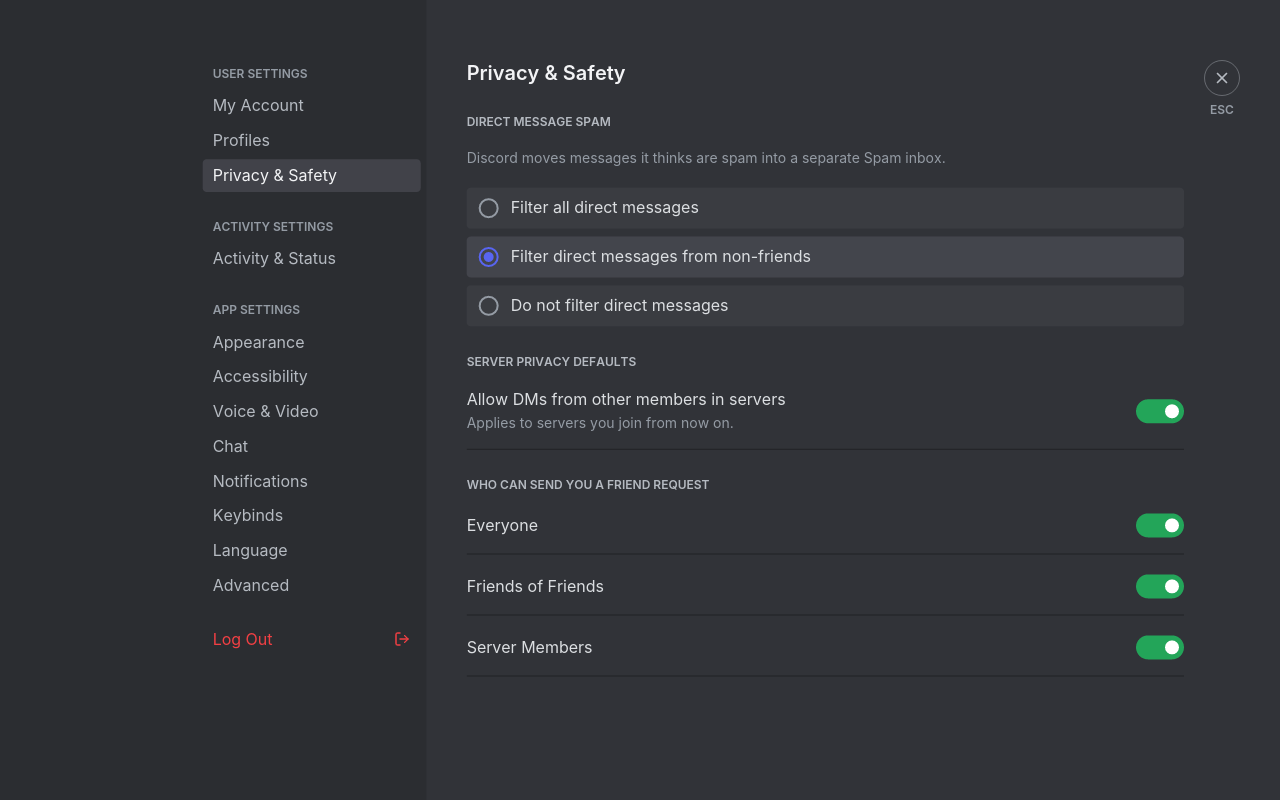 USER SETTINGS
My Account
Profiles
Privacy & Safety
ACTIVITY SETTINGS
Activity & Status
APP SETTINGS
Appearance
Accessibility
Voice & Video
Chat
Notifications
Keybinds
Language
Advanced
Log Out
Privacy & Safety
ESC
DIRECT MESSAGE SPAM
Discord moves messages it thinks are spam into a separate Spam inbox.
Filter all direct messages
Filter direct messages from non-friends
Do not filter direct messages
SERVER PRIVACY DEFAULTS
Allow DMs from other members in servers
Applies to servers you join from now on.
WHO CAN SEND YOU A FRIEND REQUEST
Everyone
Friends of Friends
Server Members